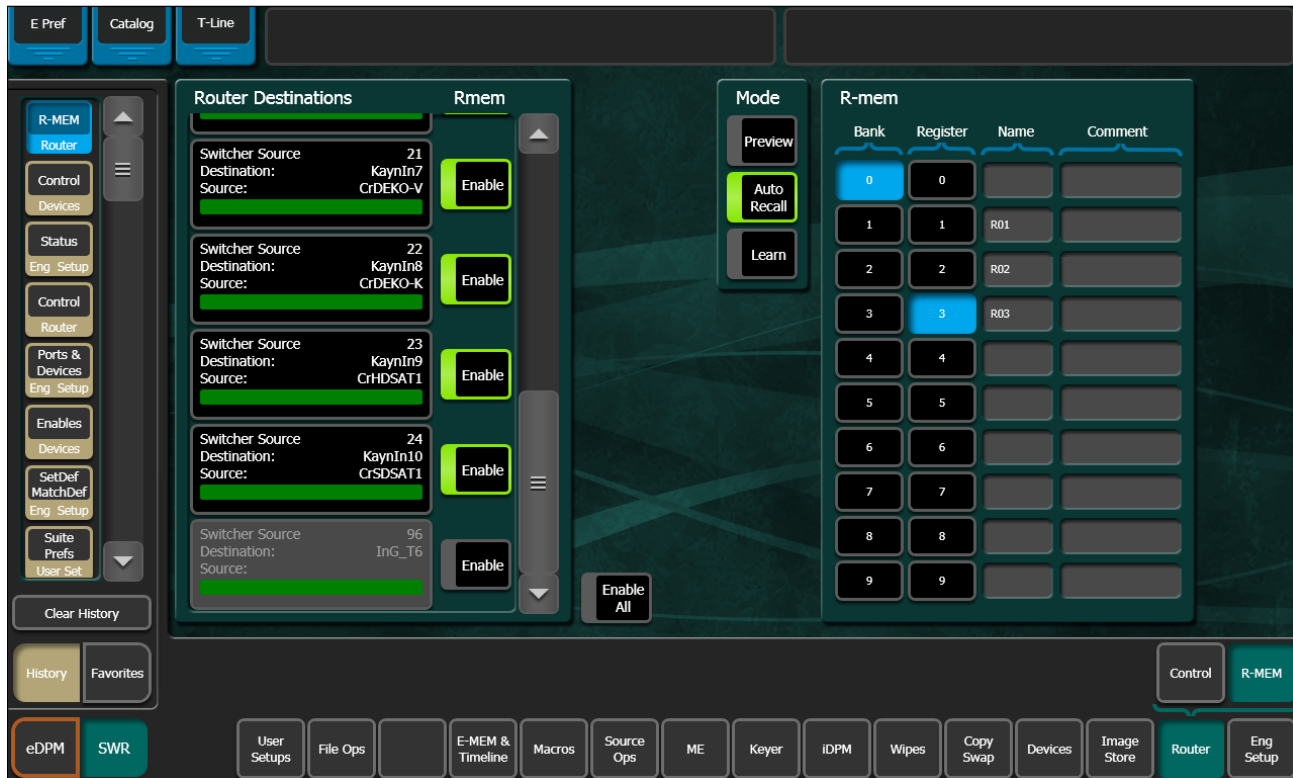 E Pref
Catalog
T-Line
R-MEM
Router
Control
Devices
Status
Eng Setup
Control
Router
Ports &
Devices
Eng Setup
Enables
Devices
SetDef
MatchDef
Eng Setup
Suite
Prefs
User Set
Clear History
History
Favorites
Router Destinations
Rmem
Switcher Source 21
Destination: KaynIn7
Source: CrDEKO-V
Enable
Switcher Source 22
Destination: KaynIn8
Source: CrDEKO-K
Enable
Switcher Source 23
Destination: KaynIn9
Source: CrHDSAT1
Enable
Switcher Source 24
Destination: KaynIn10
Source: CrSDSAT1
Enable
Switcher Source 96
Destination: InG_T6
Source:
Enable
Enable
All
Mode
Preview
Auto
Recall
Learn
R-mem
Bank Register Name Comment
0 0
1 1 R01
2 2 R02
3 3 R03
4 4
5 5
6 6
7 7
8 8
9 9
Control
R-MEM
eDPM
SWR
User
Setups
File Ops
E-MEM &
Timeline
Macros
Source
Ops
ME
Keyer
iDPM
Wipes
Copy
Swap
Devices
Image
Store
Router
Eng
Setup